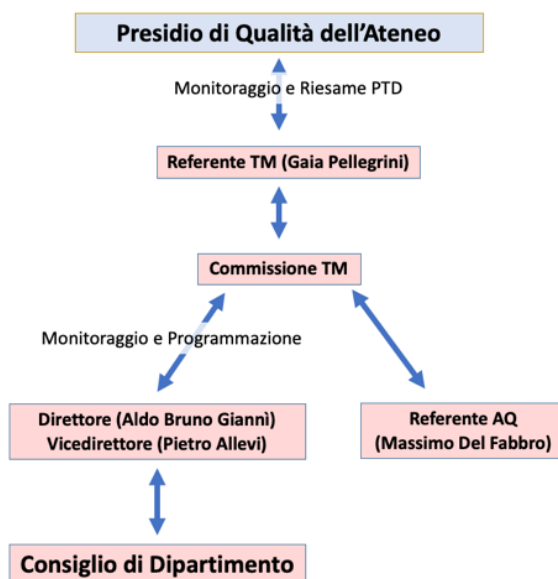 Presidio di Qualità dell'Ateneo
Monitoraggio e Riesame PTD
Referente TM (Gaia Pellegrini)
Commissione TM
Monitoraggio e Programmazione
Direttore (Aldo Bruno Giannì)
Vicedirettore (Pietro Allevi)
Referente AQ
(Massimo Del Fabbro)
Consiglio di Dipartimento